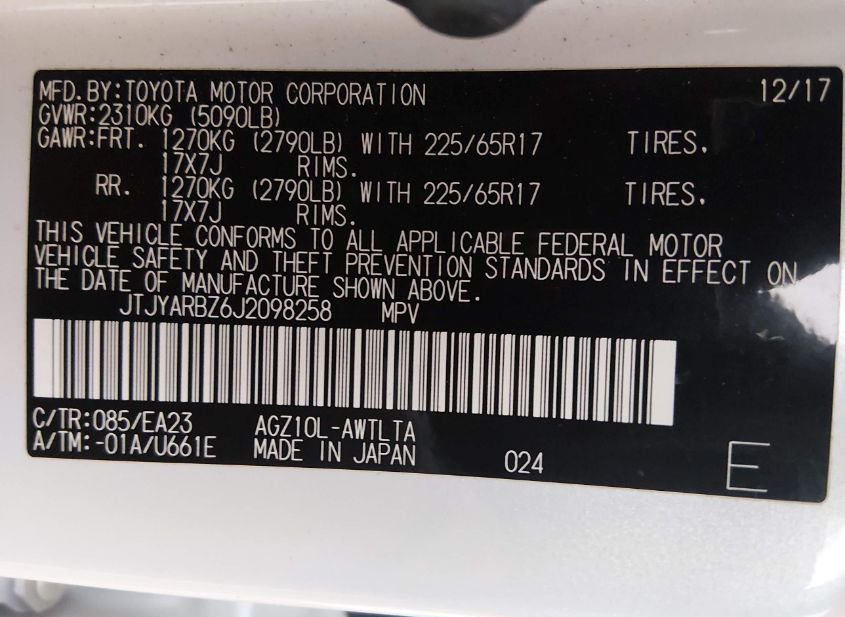 MFD.BY:TOYOTA MOTOR CORPORATION 12/17
GVWR:2310KG (5090LB)
GAWR:FRT. 1270KG (2790LB) WITH 225/65R17 TIRES.
17X7J RIMS.
RR. 1270KG (2790LB) WITH 225/65R17 TIRES.
17X7J RIMS.
THIS VEHICLE CONFORMS TO ALL APPLICABLE FEDERAL MOTOR
VEHICLE SAFETY AND THEFT PREVENTION STANDARDS IN EFFECT ON
THE DATE OF MANUFACTURE SHOWN ABOVE.
JTJYARBZ6J2098258 MPV
C/TR:085/EA23 AGZ10L-AWTLTA
A/TM:-01A/U661E MADE IN JAPAN 024
E